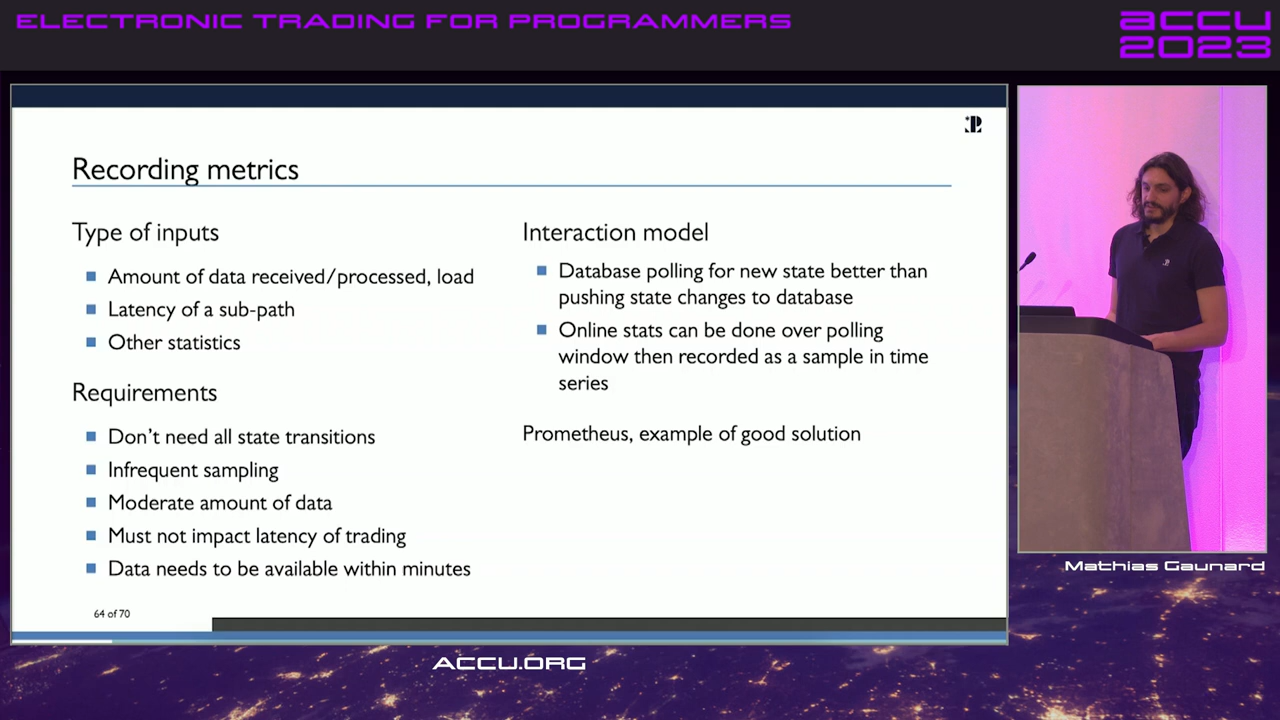 ELECTRONIC TRADING FOR PROGRAMMERS
accu
2023
Recording metrics
Type of inputs
Amount of data received/processed, load
Latency of a sub-path
Other statistics
Requirements
Don't need all state transitions
Infrequent sampling
Moderate amount of data
Must not impact latency of trading
Data needs to be available within minutes
Interaction model
Database polling for new state better than
pushing state changes to database
Online stats can be done over polling
window then recorded as a sample in time
series
Prometheus, example of good solution
64 of 70
Mathias Gaunard
ACCU.ORG